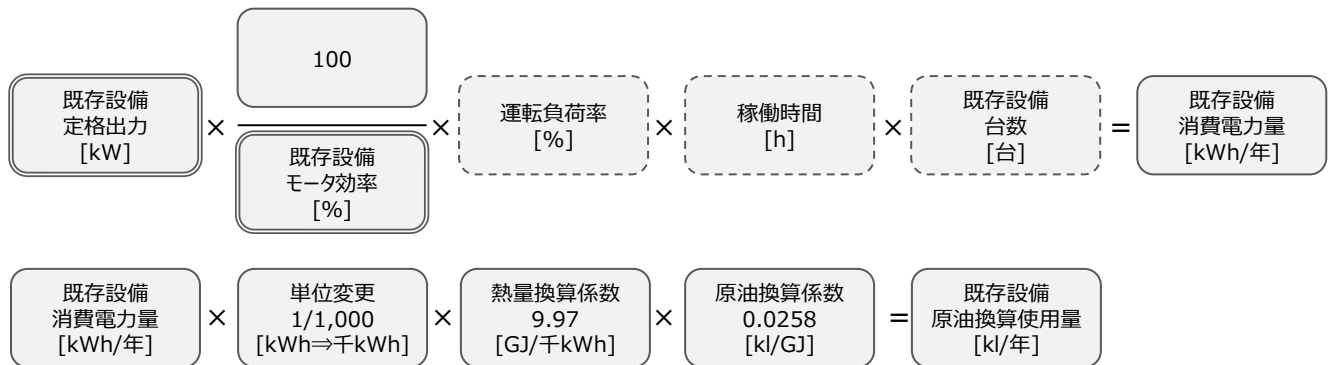 既存設備
定格出力
[kW]
×
100
既存設備
モータ効率
[%]
×
運転負荷率
[%]
×
稼働時間
[h]
×
既存設備
台数
[台]
=
既存設備
消費電力量
[kWh/年]
既存設備
消費電力量
[kWh/年]
×
単位変更
1/1,000
[kWh⇒千kWh]
×
熱量換算係数
9.97
[GJ/千kWh]
×
原油換算係数
0.0258
[kl/GJ]
=
既存設備
原油換算使用量
[kl/年]